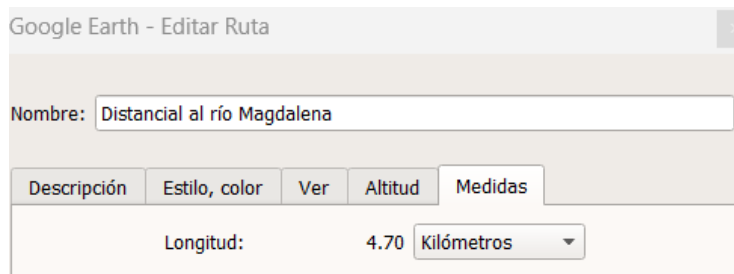 Google Earth - Editar Ruta
Nombre: Distancial al río Magdalena
Descripción Estilo, color Ver Altitud Medidas
Longitud: 4.70 Kilómetros